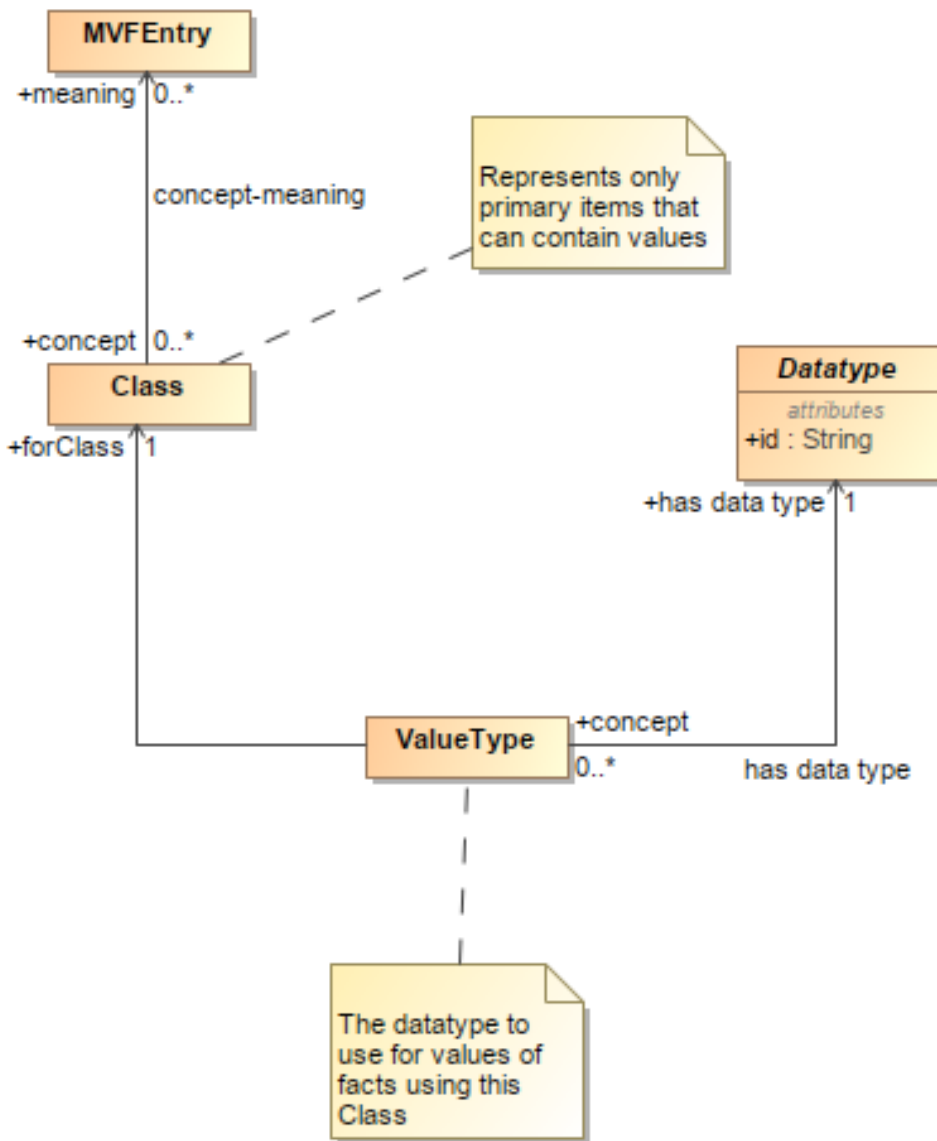 MVFEntry
+meaning 0..*
concept-meaning
Represents only
primary items that
can contain values
+concept 0..*
Class
+forClass 1
Datatype
attributes
+id : String
+has data type 1
ValueType
+concept
0..*
has data type
The datatype to
use for values of
facts using this
Class